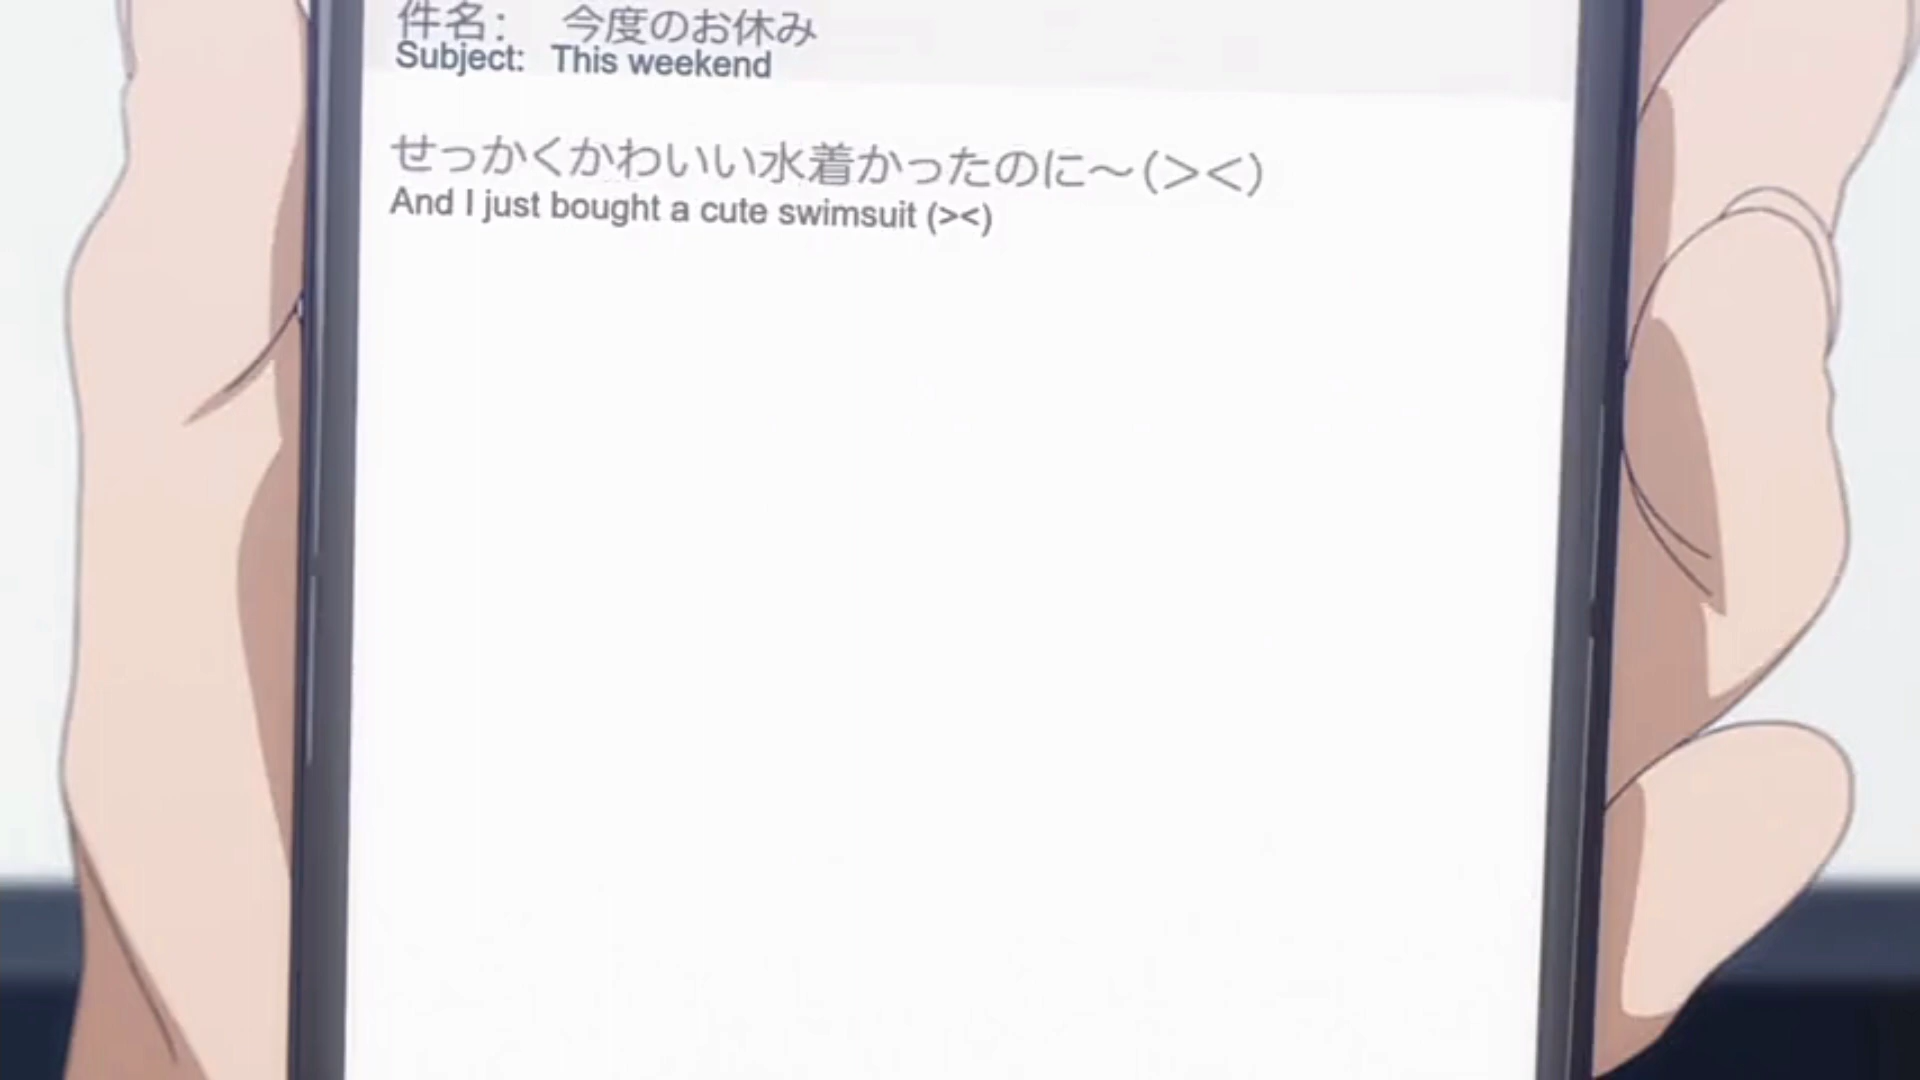 件名： 今度のお休み
Subject: This weekend
せっかくかわいい水着かったのに～(＞＜)
And I just bought a cute swimsuit (><)